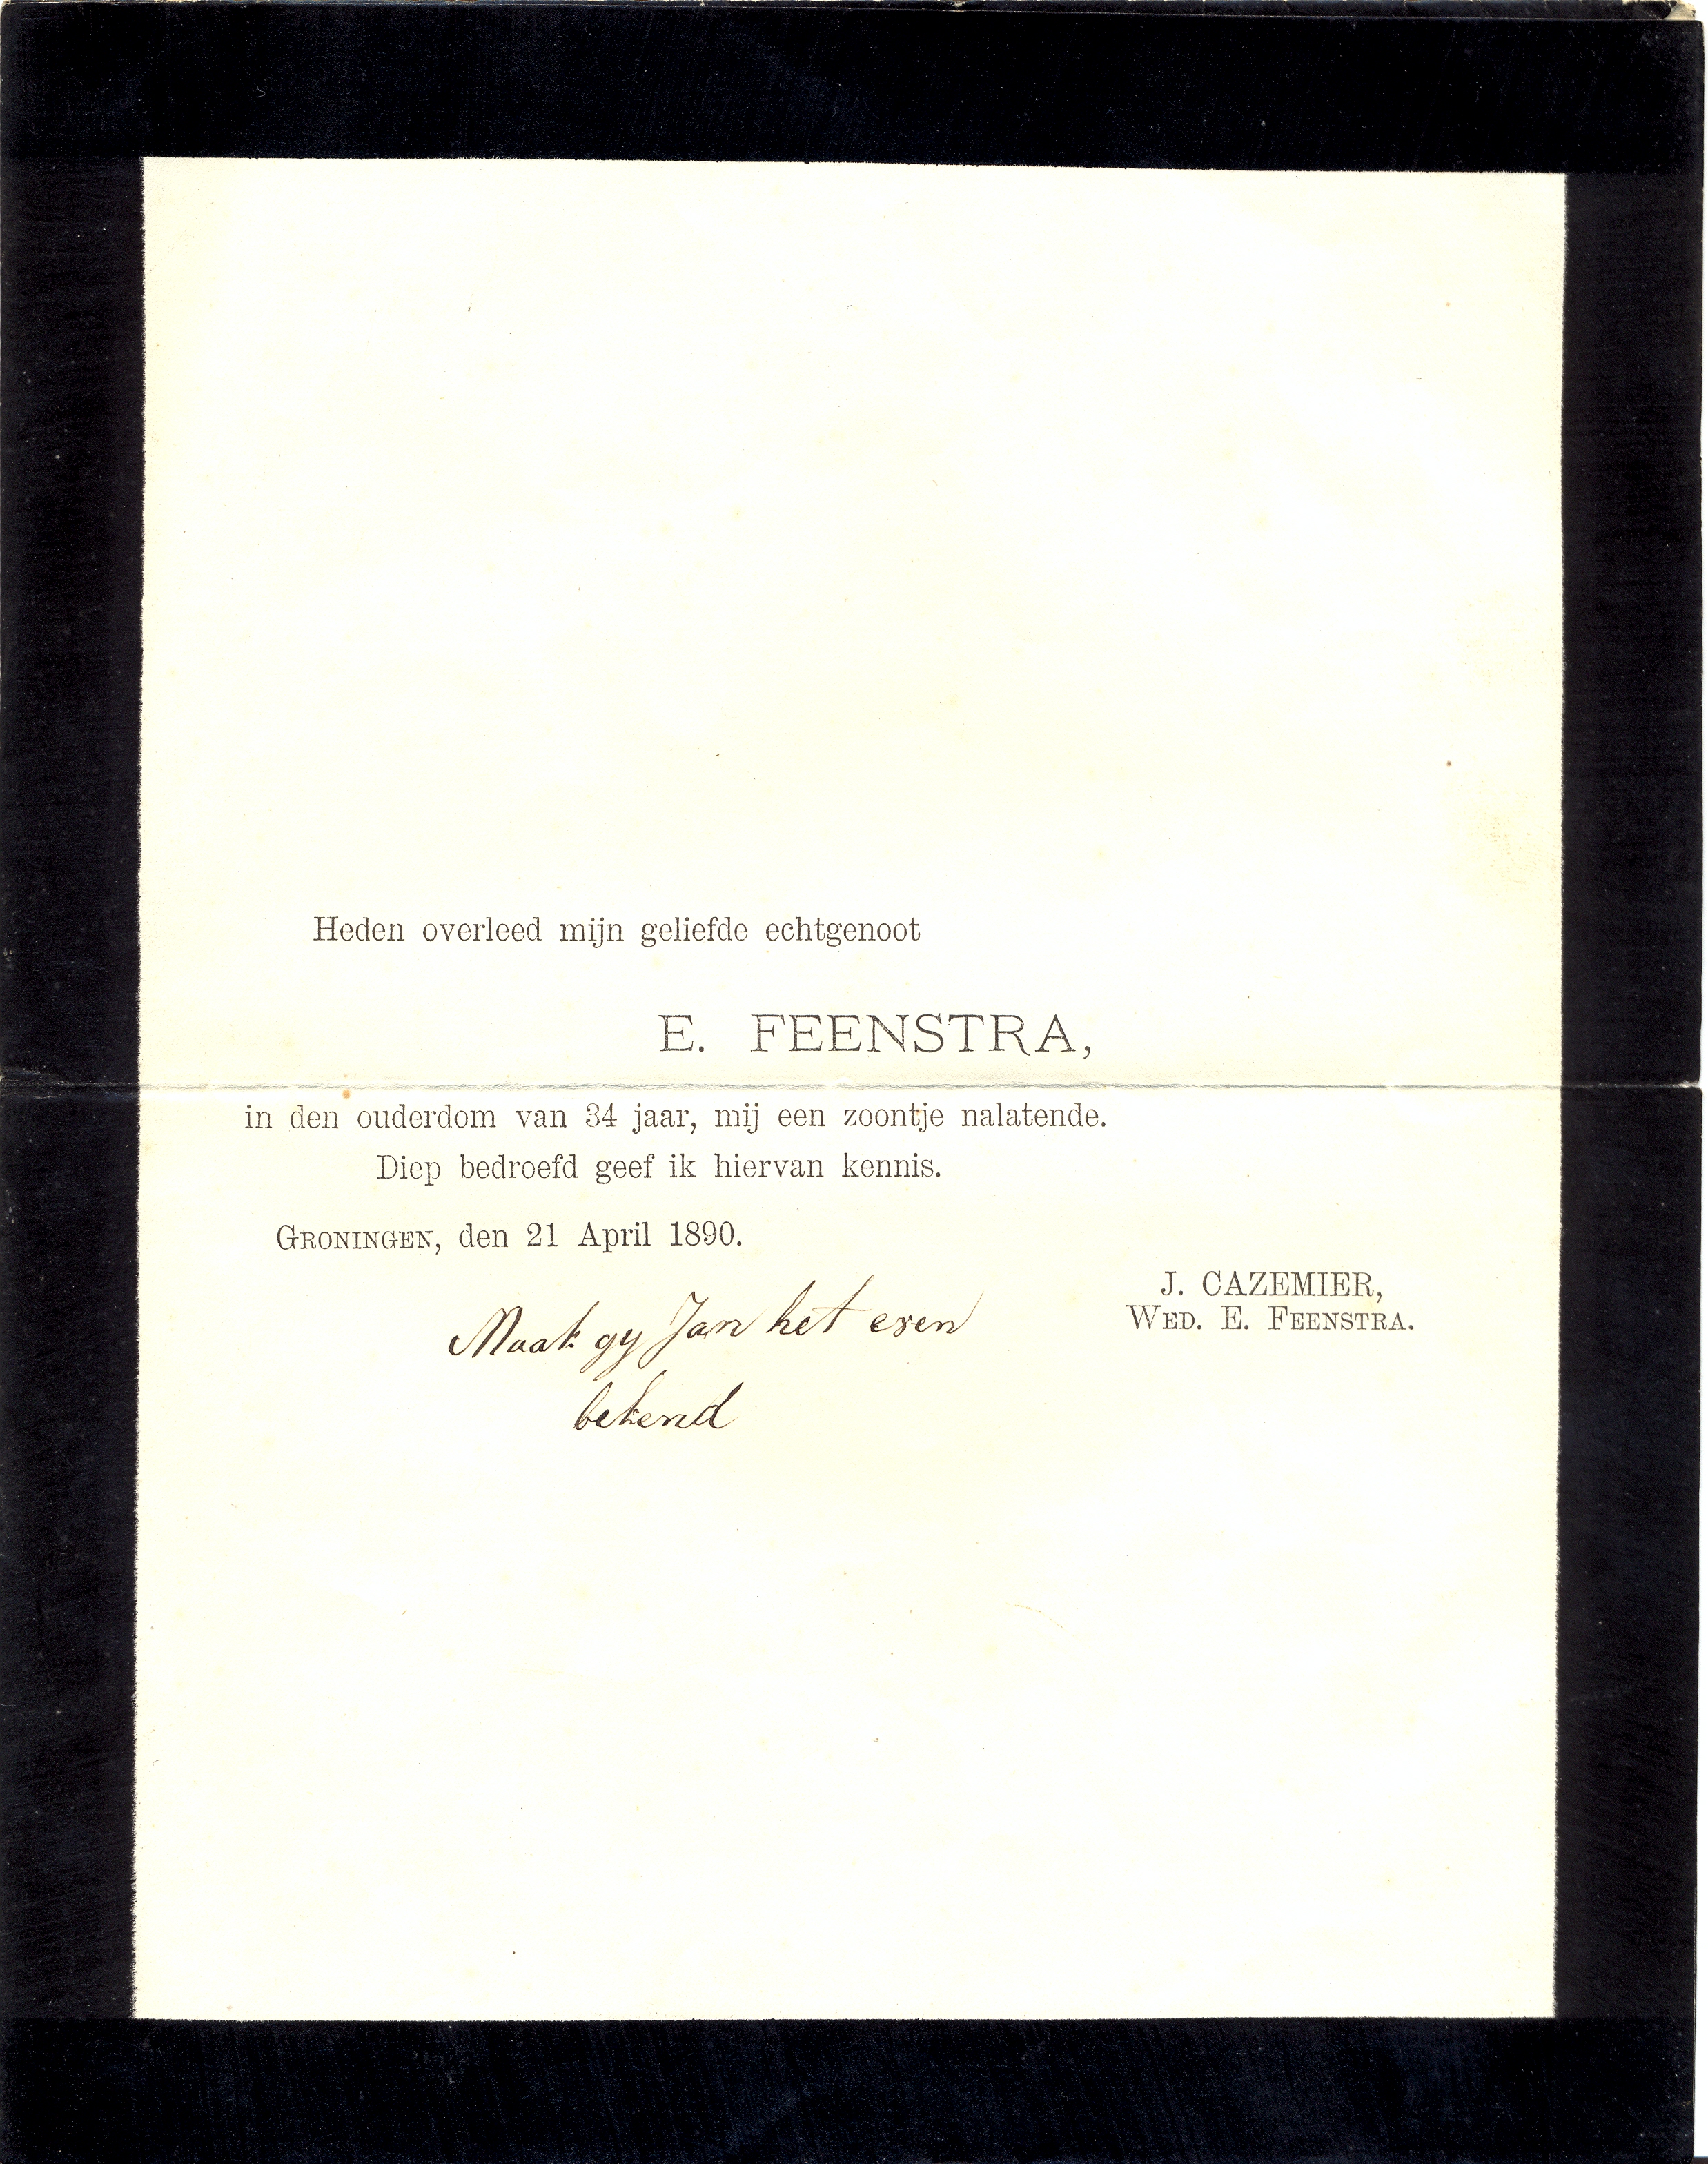 Heden overleed mijn geliefde echtgenoot
E. FEENSTRA,
in den ouderdom van 34 jaar, mij een zoontje nalatende.
Diep bedroefd geef ik hiervan kennis.
GRONINGEN, den 21 April 1890.
J. CAZEMIER,
WED. E. FEENSTRA.
Maak gy Jan het even
bekend